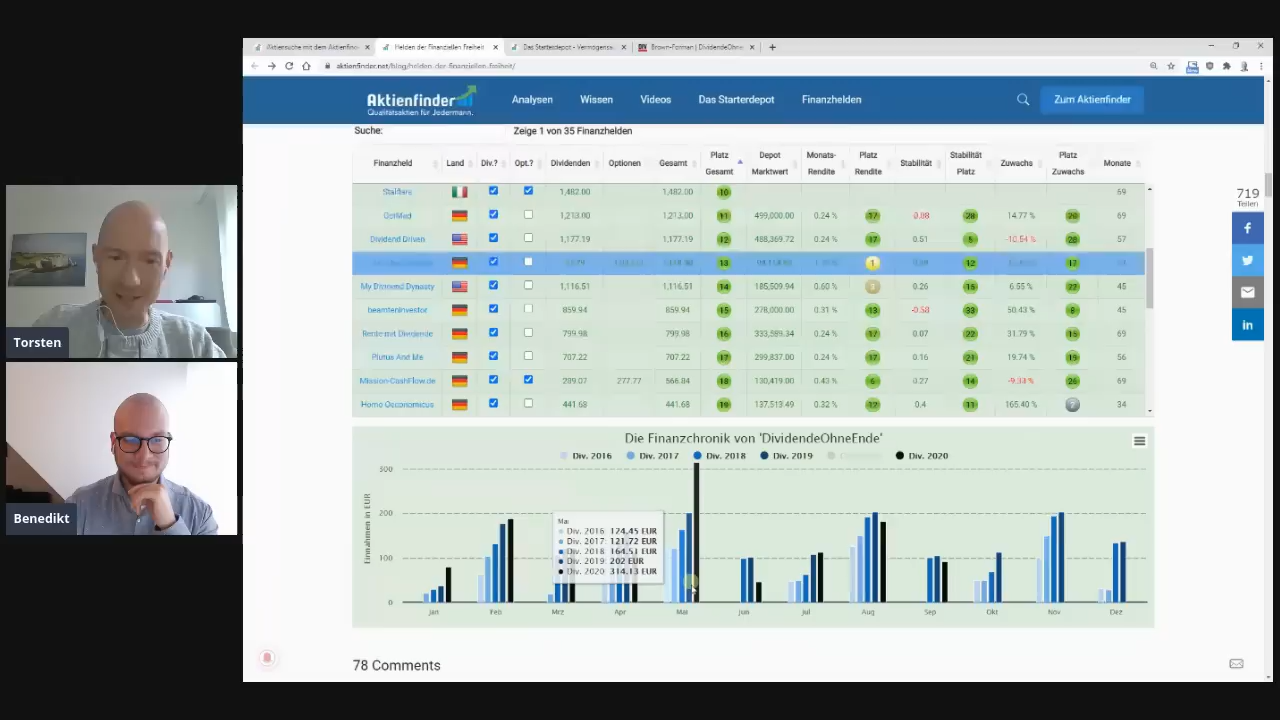 Aktiensuche mit dem Aktienfinde
Helden der Finanziellen Freiheit
Das Starterdepot - Vermögensa
Brown-Forman | DividendeOhne
aktienfinder.net/blog/helden-der-finanziellen-freiheit/
Aktienfinder
Qualitätsaktien für Jedermann.
Analysen Wissen Videos Das Starterdepot Finanzhelden
Zum Aktienfinder
Suche: Zeige 1 von 35 Finanzhelden
Finanzheld Land Div.? Opt.? Dividenden Optionen Gesamt Platz Gesamt Depot Marktwert Monats-Rendite Platz Rendite Stabilität Stabilität Platz Zuwachs Platz Zuwachs Monate
1,482.00 1,482.00 10 69
OptMad 1,213.00 1,213.00 11 499,000.00 0.24 % 17 -0.08 28 14.77 % 20 69
Dividend Driven 1,177.19 1,177.19 12 488,369.72 0.24 % 17 0.51 5 -10.54 % 28 57
13 1 12 17
My Dividend Dynasty 1,116.51 1,116.51 14 185,509.94 0.60 % 3 0.26 15 6.55 % 22 45
beamteninvestor 859.94 859.94 15 278,000.00 0.31 % 13 -0.58 33 50.43 % 8 45
Rente mit Dividende 799.98 799.98 16 333,585.34 0.24 % 17 0.07 22 31.79 % 15 69
Plutus And Me 707.22 707.22 17 299,837.00 0.24 % 17 0.16 21 19.74 % 19 56
Mission-Cashflow.de 289.07 277.77 566.84 18 130,419.00 0.43 % 6 0.27 14 -9.33 % 26 69
Homo Oeconomicus 441.68 441.68 19 137,513.49 0.32 % 12 0.4 11 165.40 % 2 34
719
Teilen
Die Finanzchronik von 'DividendeOhneEnde'
Div. 2016 Div. 2017 Div. 2018 Div. 2019 Div. 2020
Einnahmen in EUR
300
200
100
0
Mai
Div. 2016: 124.45 EUR
Div. 2017: 121.72 EUR
Div. 2018: 164.51 EUR
Div. 2019: 202 EUR
Div. 2020: 314.13 EUR
Jan Feb Mrz Apr Mai Jun Jul Aug Sep Okt Nov Dez
78 Comments
Torsten
Benedikt